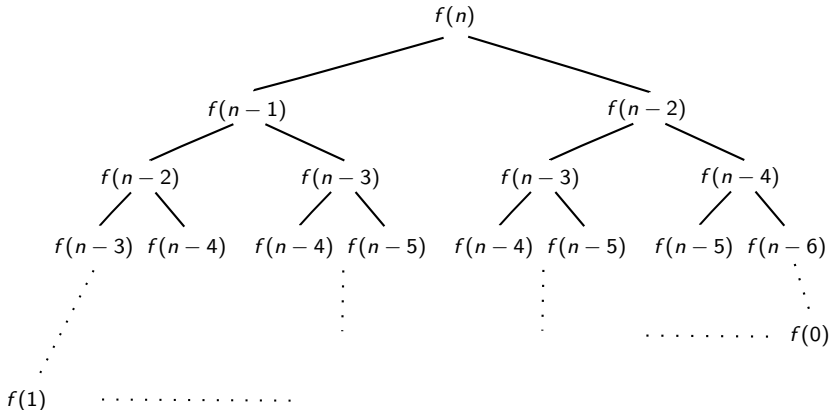 f(n)
f(n − 1) f(n − 2)
f(n − 2) f(n − 3) f(n − 3) f(n − 4)
f(n − 3) f(n − 4) f(n − 4) f(n − 5) f(n − 4) f(n − 5) f(n − 5) f(n − 6)
f(0)
f(1)